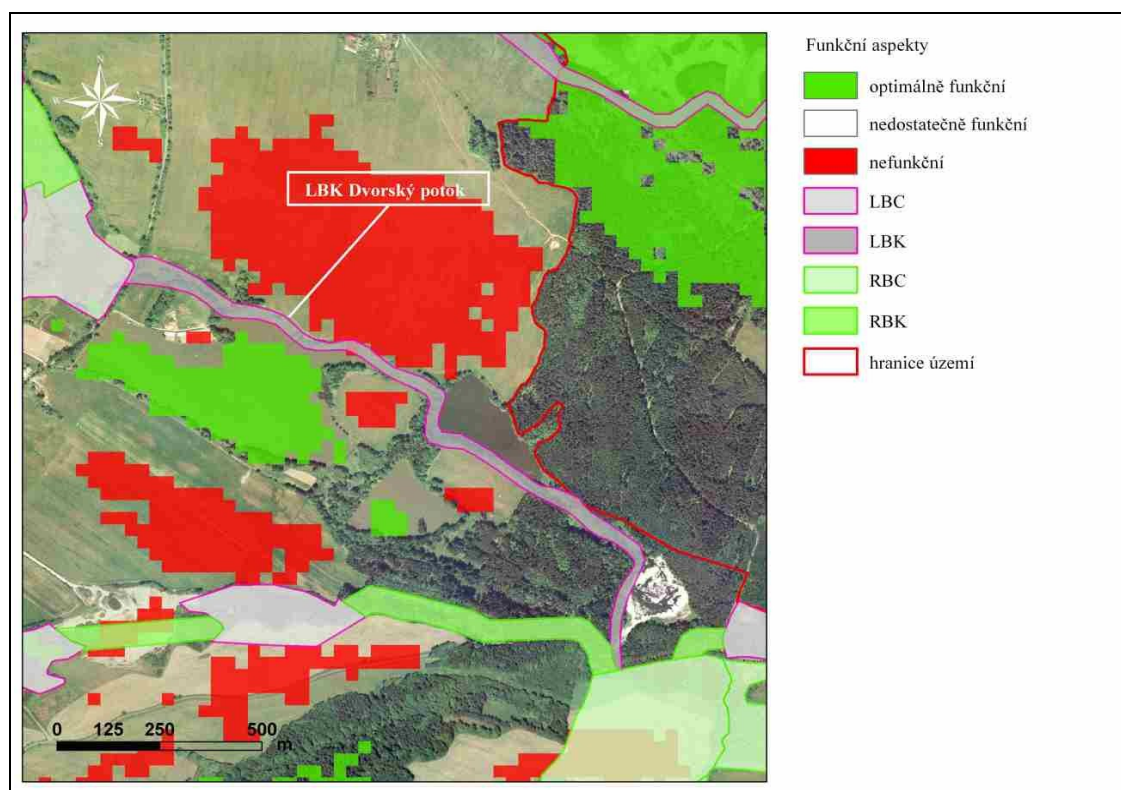 LBK Dvorský potok
0 125 250 500
m
Funkční aspekty
optimálně funkční
nedostatečně funkční
nefunkční
LBC
LBK
RBC
RBK
hranice území